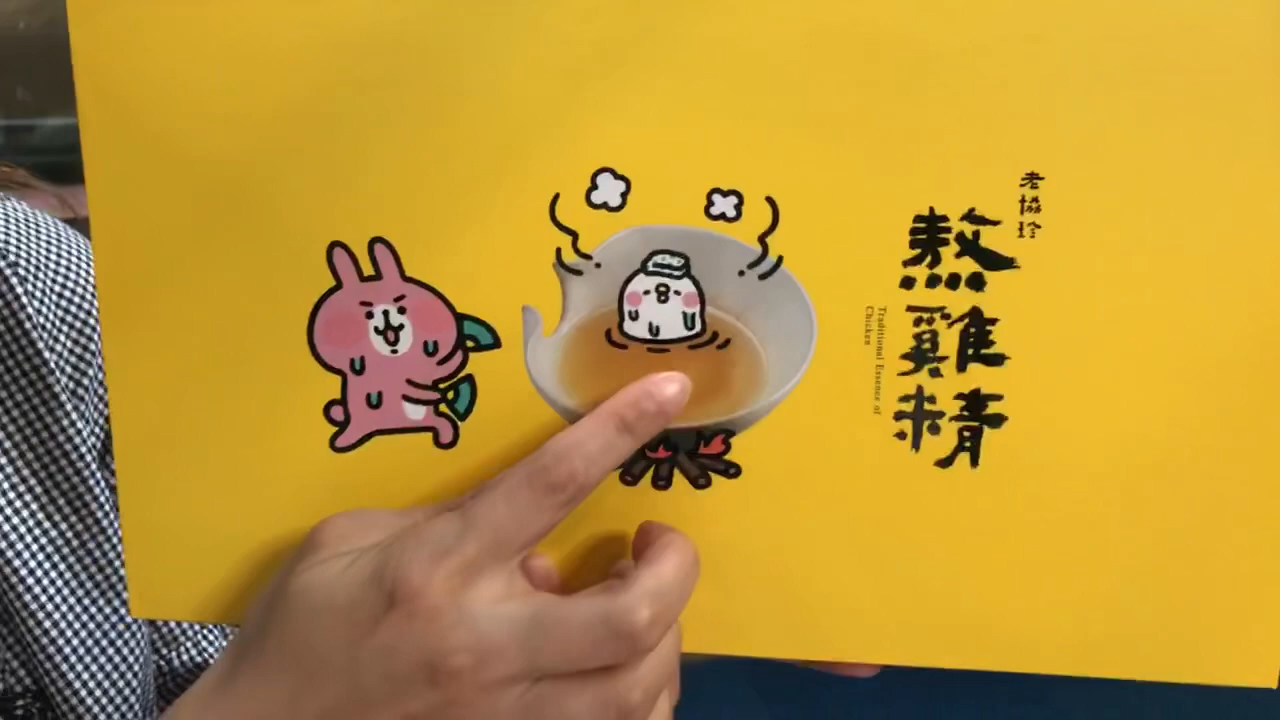 老協珍
熬雞精
Traditional Essence of
Chicken